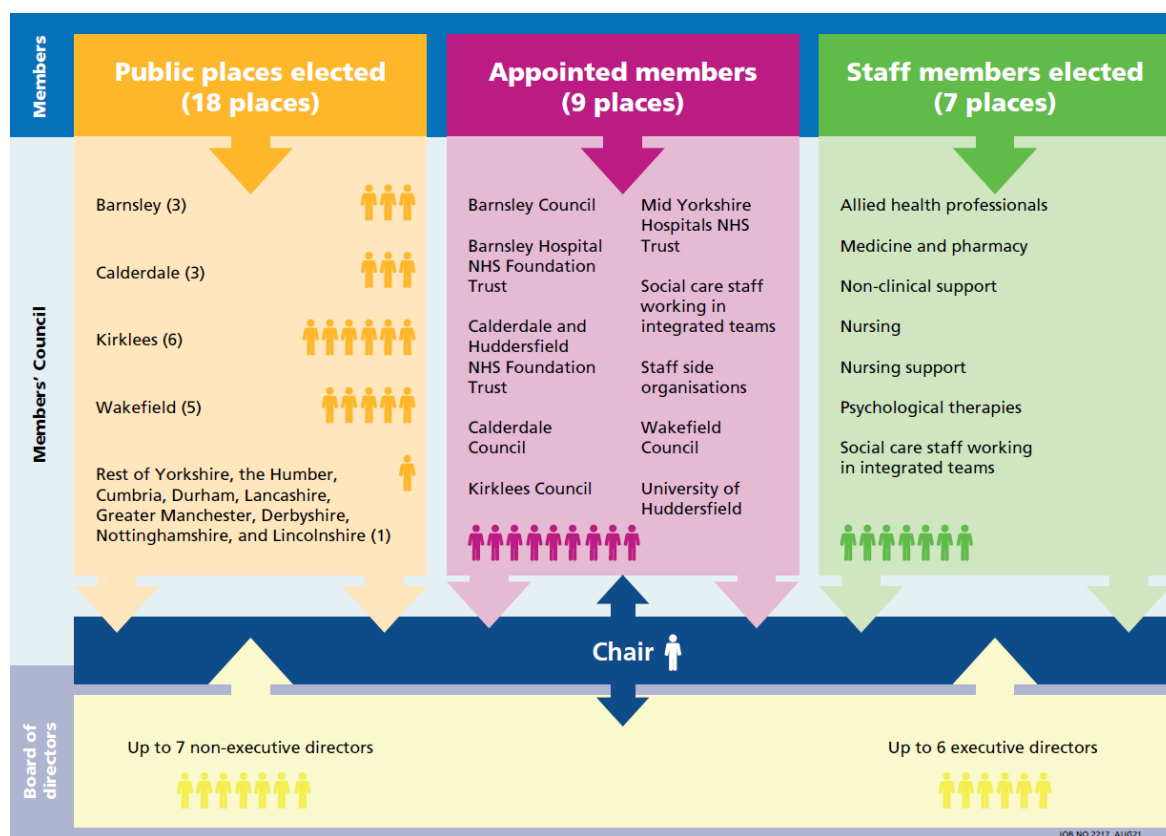 Members
Public places elected
(18 places)
Appointed members
(9 places)
Staff members elected
(7 places)
Members' Council
Barnsley (3)
Calderdale (3)
Kirklees (6)
Wakefield (5)
Rest of Yorkshire, the Humber,
Cumbria, Durham, Lancashire,
Greater Manchester, Derbyshire,
Nottinghamshire, and Lincolnshire (1)
Barnsley Council
Barnsley Hospital
NHS Foundation
Trust
Calderdale and
Huddersfield
NHS Foundation
Trust
Calderdale
Council
Kirklees Council
Mid Yorkshire
Hospitals NHS
Trust
Social care staff
working in
integrated teams
Staff side
organisations
Wakefield
Council
University of
Huddersfield
Allied health professionals
Medicine and pharmacy
Non-clinical support
Nursing
Nursing support
Psychological therapies
Social care staff working
in integrated teams
Chair
Board of
directors
Up to 7 non-executive directors
Up to 6 executive directors
JOB NO 2217 AUG21